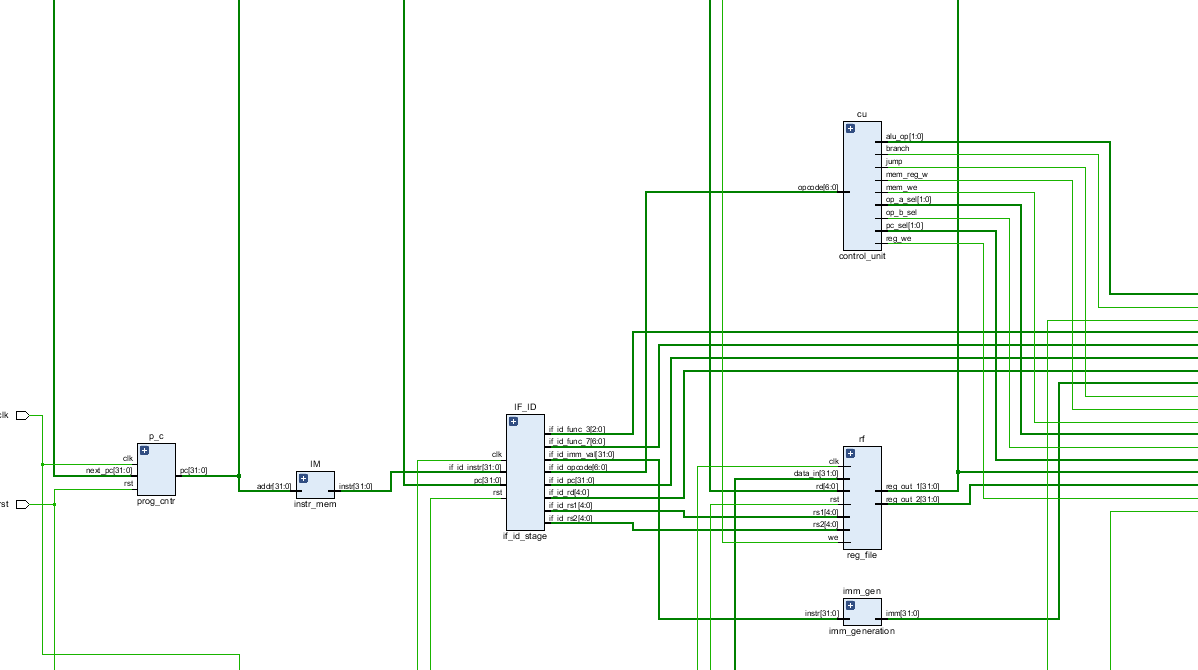 clk
rst
p_c
clk
next_pc[31:0]
rst
pc[31:0]
prog_cntr
IM
addr[31:0]
instr[31:0]
instr_mem
IF_ID
clk
if_id_instr[31:0]
pc[31:0]
rst
if_id_func_3[2:0]
if_id_func_7[6:0]
if_id_imm_val[31:0]
if_id_opcode[6:0]
if_id_pc[31:0]
if_id_rd[4:0]
if_id_rs1[4:0]
if_id_rs2[4:0]
if_id_stage
cu
opcode[6:0]
alu_op[1:0]
branch
jump
mem_reg_w
mem_we
op_a_sel[1:0]
op_b_sel
pc_sel[1:0]
reg_we
control_unit
rf
clk
data_in[31:0]
rd[4:0]
rst
rs1[4:0]
rs2[4:0]
we
reg_out_1[31:0]
reg_out_2[31:0]
reg_file
imm_gen
instr[31:0]
imm[31:0]
imm_generation